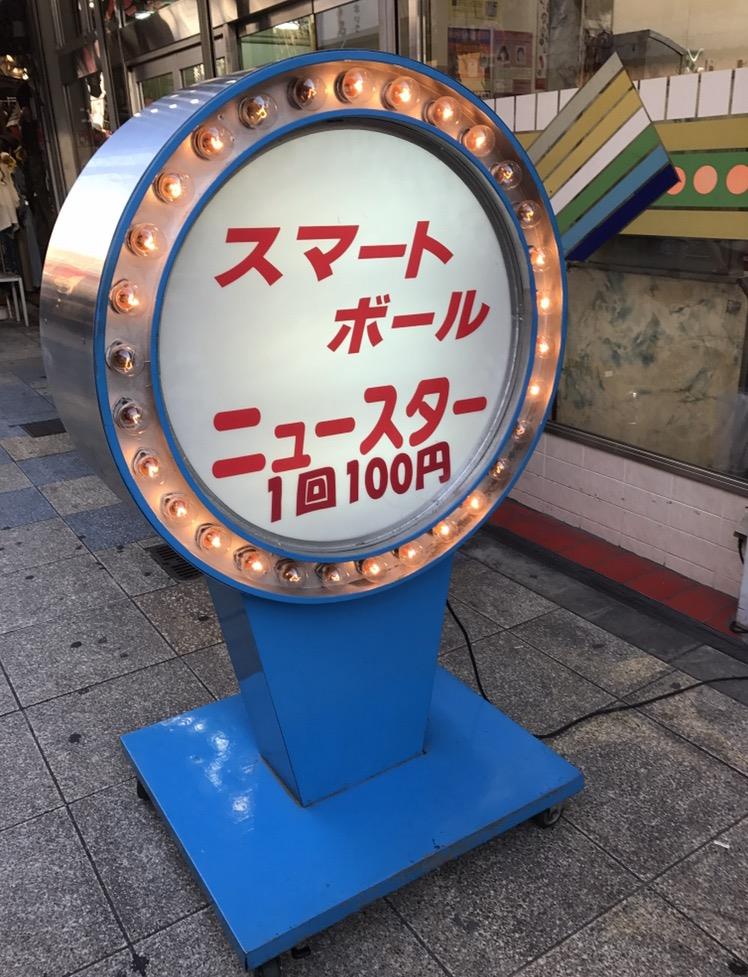 スマート
ボール
ニュースター
1回100円